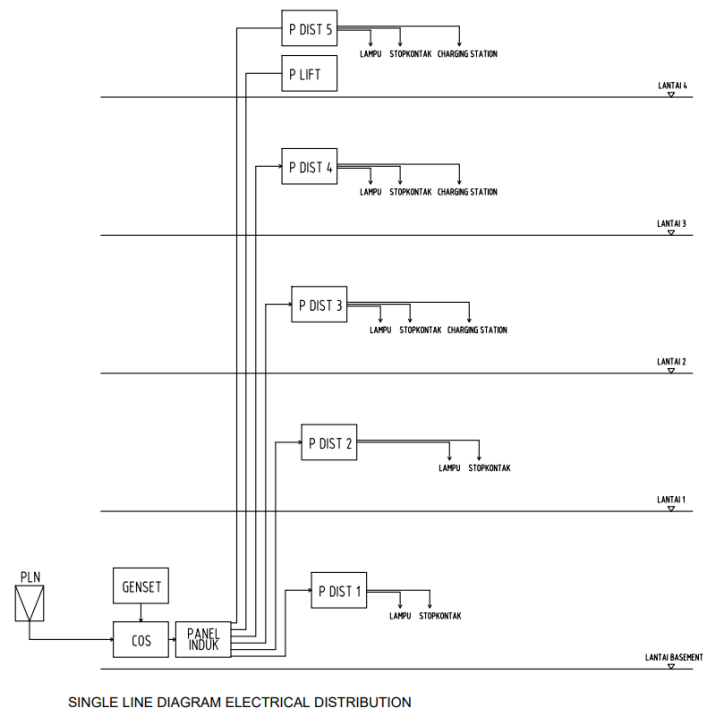 P DIST 5
LAMPU STOPKONTAK CHARGING STATION
P LIFT
LANTAI 4
P DIST 4
LAMPU STOPKONTAK CHARGING STATION
LANTAI 3
P DIST 3
LAMPU STOPKONTAK CHARGING STATION
LANTAI 2
P DIST 2
LAMPU STOPKONTAK
LANTAI 1
PLN
GENSET
P DIST 1
LAMPU STOPKONTAK
COS
PANEL
INDUK
LANTAI BASEMENT
SINGLE LINE DIAGRAM ELECTRICAL DISTRIBUTION